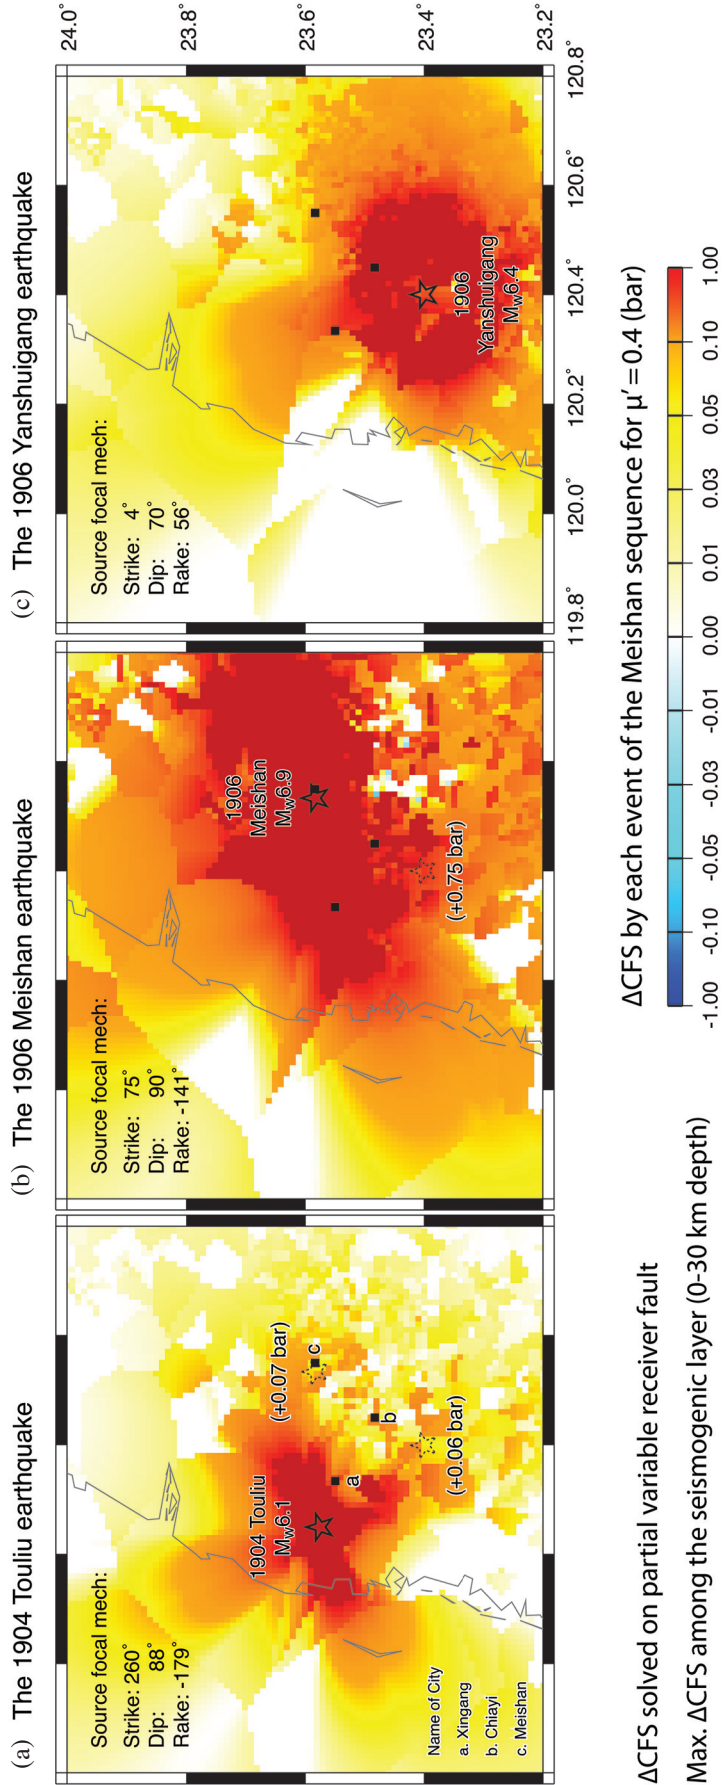 (a) The 1904 Touliu earthquake
Source focal mech:
Strike: 260°
Dip: 88°
Rake: -179°
1904 Touliu
Mw6.1
(+0.07 bar)
(+0.06 bar)
a
b
c
Name of City
a. Xingang
b. Chiayi
c. Meishan
(b) The 1906 Meishan earthquake
Source focal mech:
Strike: 75°
Dip: 90°
Rake: -141°
1906
Meishan
Mw6.9
(+0.75 bar)
(c) The 1906 Yanshuigang earthquake
Source focal mech:
Strike: 4°
Dip: 70°
Rake: 56°
1906
Yanshuigang
Mw6.4
24.0°
23.8°
23.6°
23.4°
23.2°
119.8° 120.0° 120.2° 120.4° 120.6° 120.8°
ΔCFS solved on partial variable receiver fault
Max. ΔCFS among the seismogenic layer (0-30 km depth)
ΔCFS by each event of the Meishan sequence for μ′ = 0.4 (bar)
-1.00 -0.10 -0.05 -0.03 -0.01 0.00 0.01 0.03 0.05 0.10 1.00